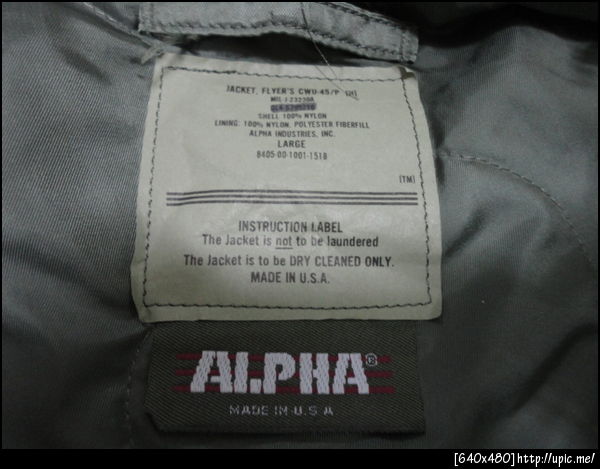 JACKET, FLYER'S CWU-45/P (N)
MIL-J-23230A
SHELL 100% NYLON
LINING: 100% NYLON, POLYESTER FIBERFILL
ALPHA INDUSTRIES, INC.
LARGE
8405-00-1001-1518
(TM)
INSTRUCTION LABEL
The Jacket is not to be laundered
The Jacket is to be DRY CLEANED ONLY.
MADE IN U.S.A.
ALPHA®
MADE IN U.S.A
[640x480]http://upic.me/